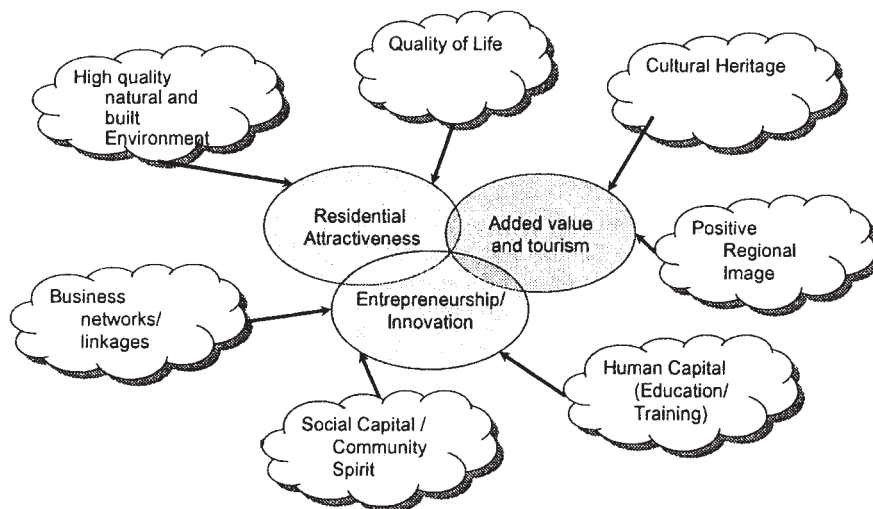 Quality of Life
Cultural Heritage
High quality
natural and
built
Environment
Residential
Attractiveness
Added value
and tourism
Positive
Regional
Image
Business
networks/
linkages
Entrepreneurship/
Innovation
Human Capital
(Education/
Training)
Social Capital /
Community
Spirit